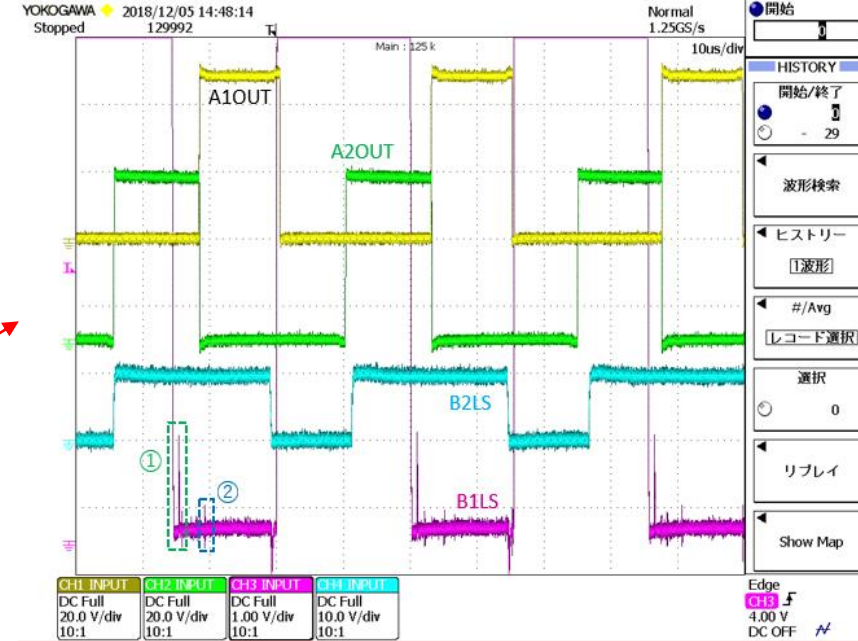 YOKOGAWA 2018/12/05 14:48:14
Stopped 129992
Normal
1.25GS/s
Main : 125 k
10us/div
A1OUT
A2OUT
B2LS
①
②
B1LS
CH1 INPUT
DC Full
20.0 V/div
10:1
CH2 INPUT
DC Full
20.0 V/div
10:1
CH3 INPUT
DC Full
1.00 V/div
10:1
CH4 INPUT
DC Full
10.0 V/div
10:1
Edge
CH3
4.00 V
DC OFF
開始
0
HISTORY
開始/終了
0
- 29
波形検索
ヒストリー
1波形
#/Avg
レコード選択
選択
0
リプレイ
Show Map